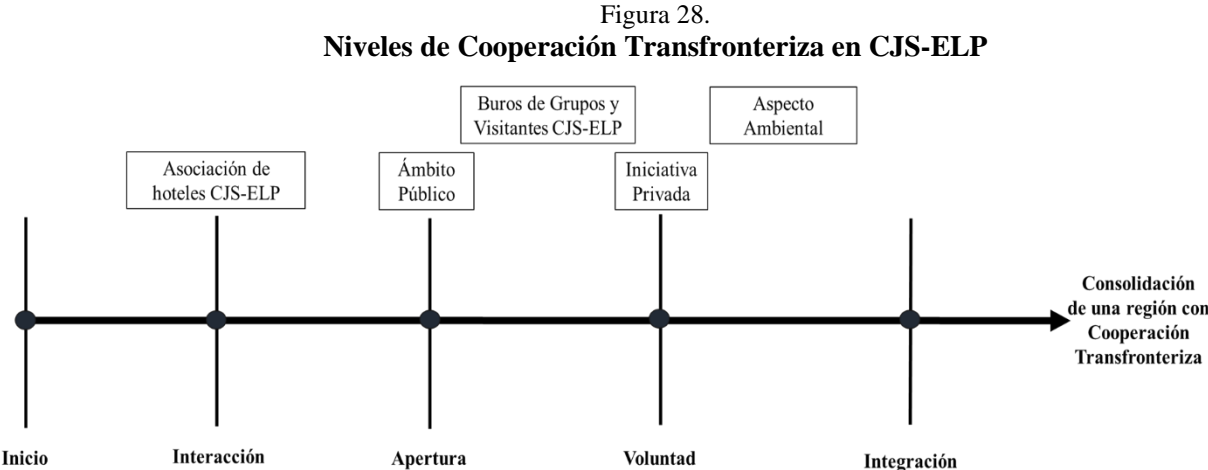 Figura 28.
Niveles de Cooperación Transfronteriza en CJS-ELP
Buros de Grupos y
Visitantes CJS-ELP
Aspecto
Ambiental
Asociación de
hoteles CJS-ELP
Ámbito
Público
Iniciativa
Privada
Consolidación
de una región con
Cooperación
Transfronteriza
Inicio
Interacción
Apertura
Voluntad
Integración